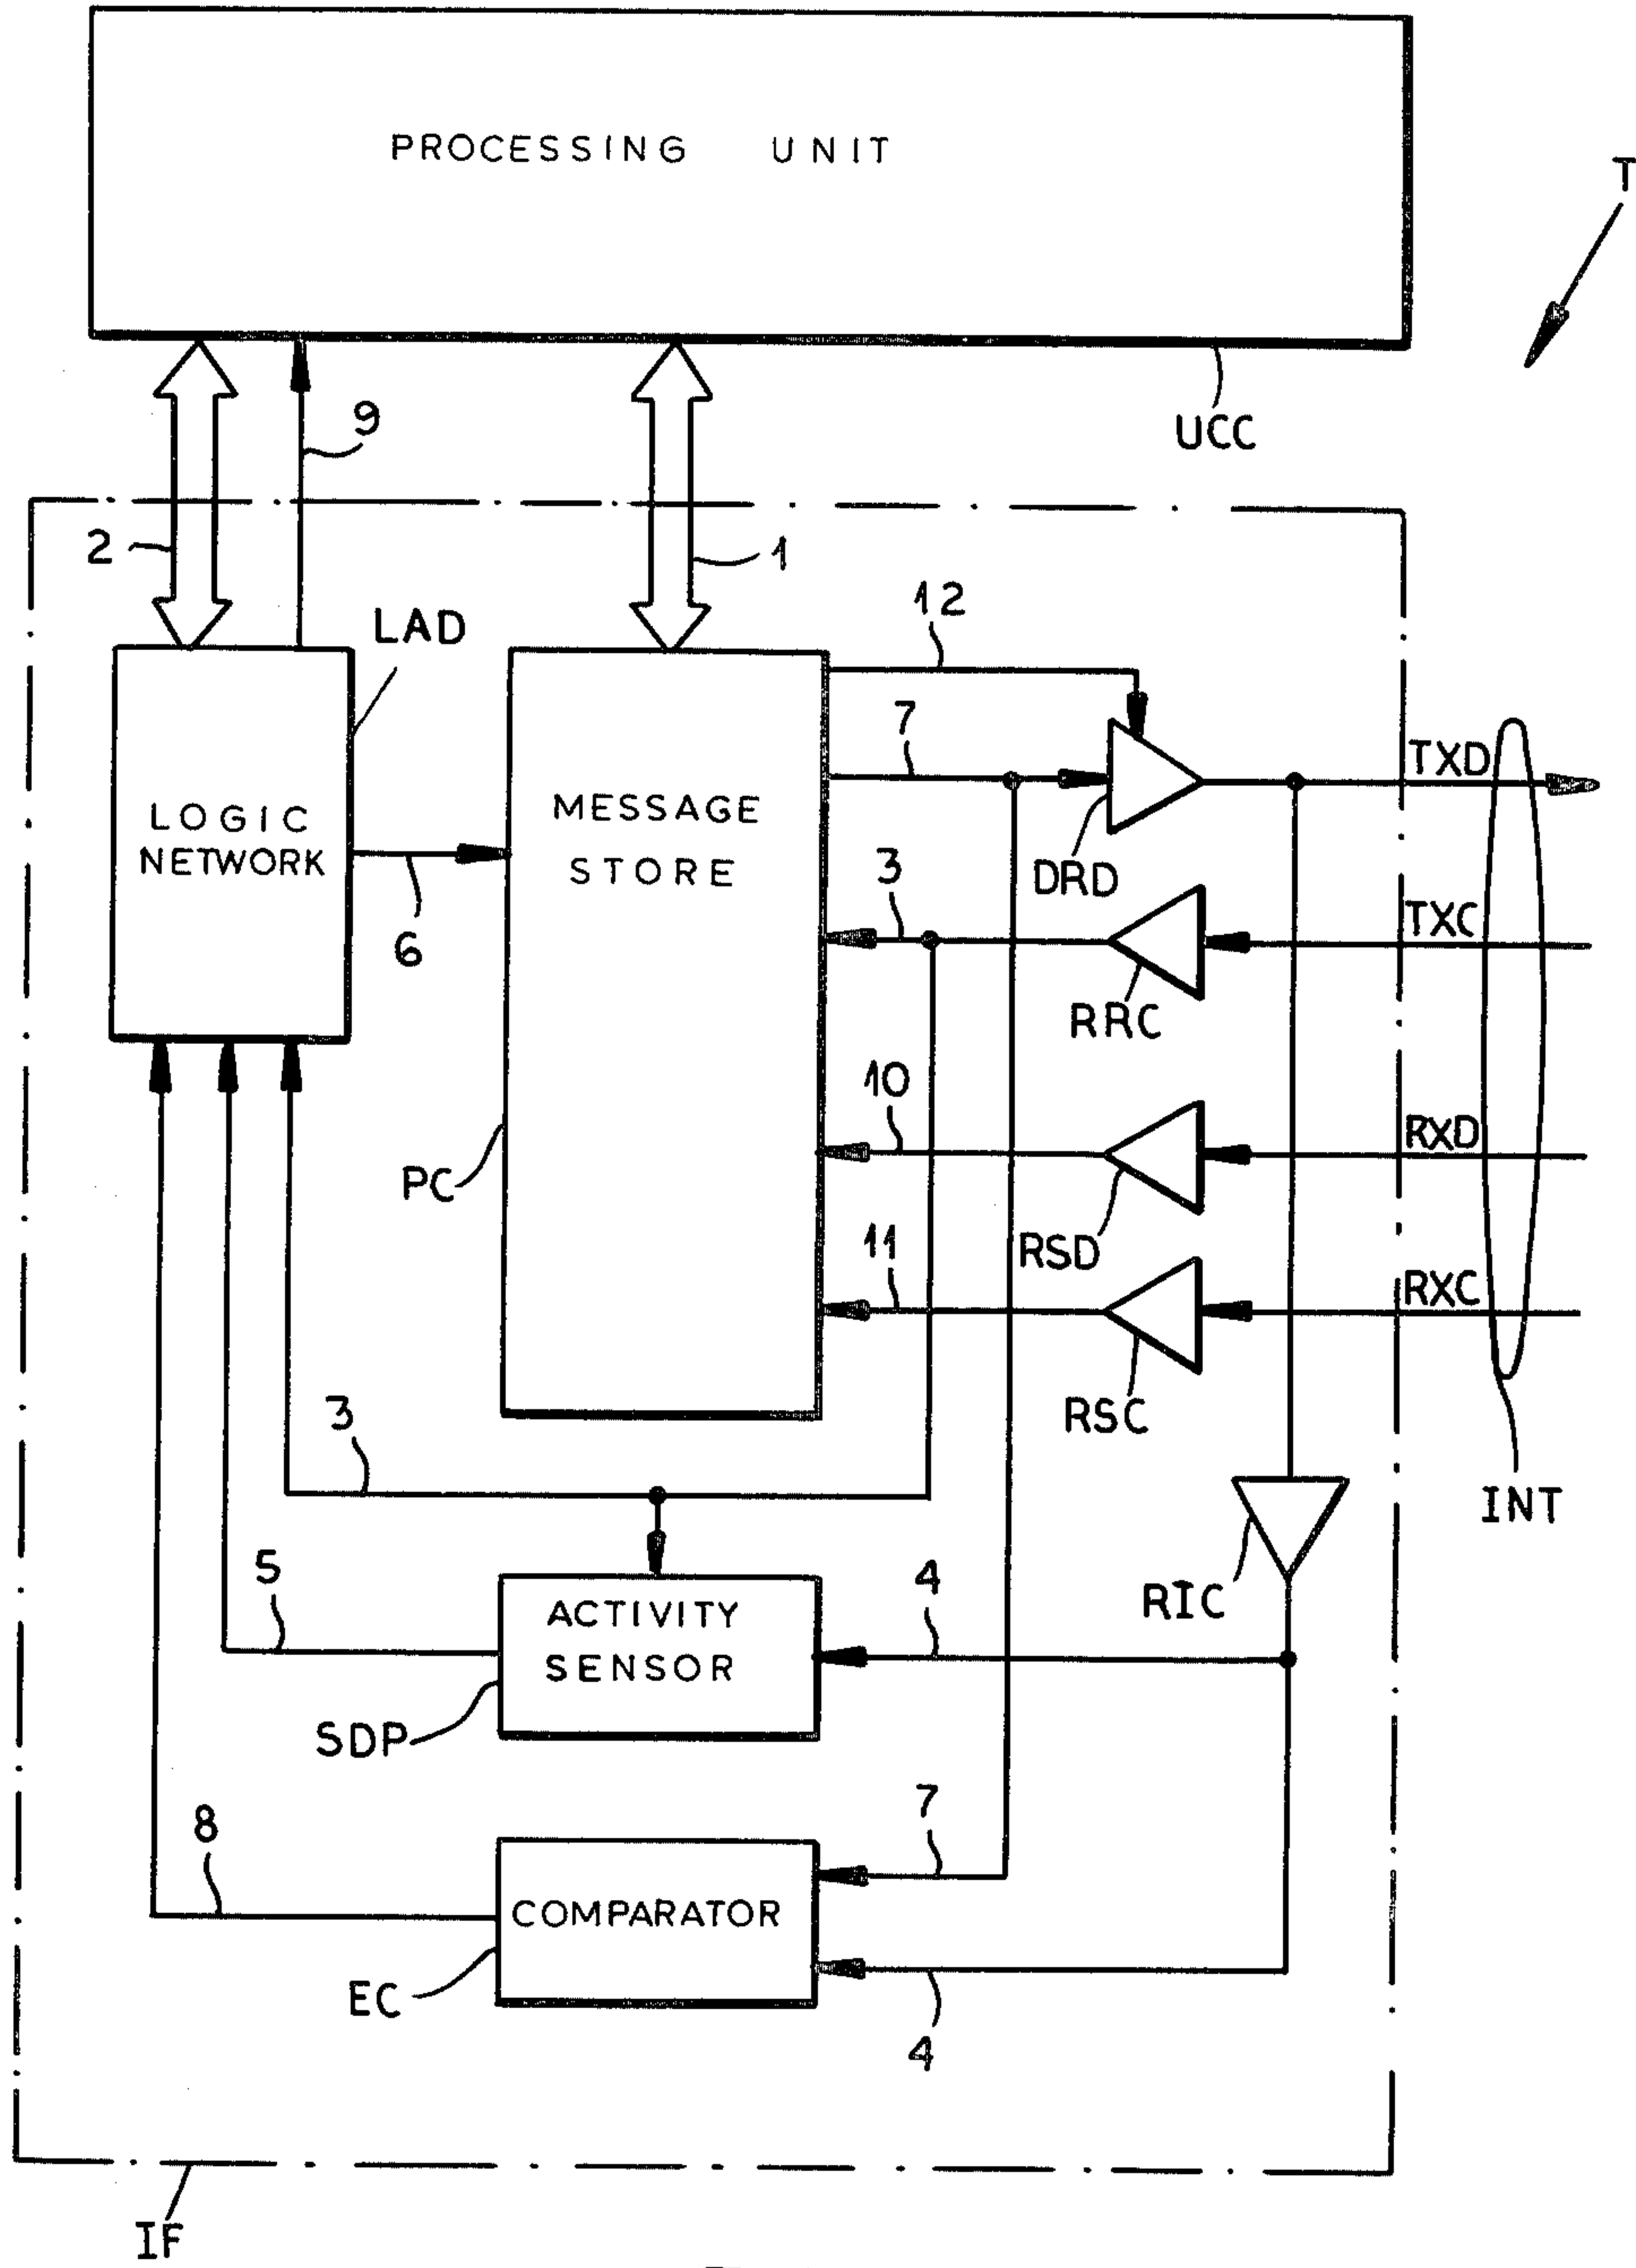 PROCESSING UNIT
T
UCC
9
2
1
LAD
12
7
TXD
LOGIC
NETWORK
MESSAGE
STORE
DRD
3
TXC
6
RRC
10
RXD
PC
RSD
11
RXC
RSC
3
INT
5
4
RIC
ACTIVITY
SENSOR
SDP
7
8
COMPARATOR
EC
4
IF